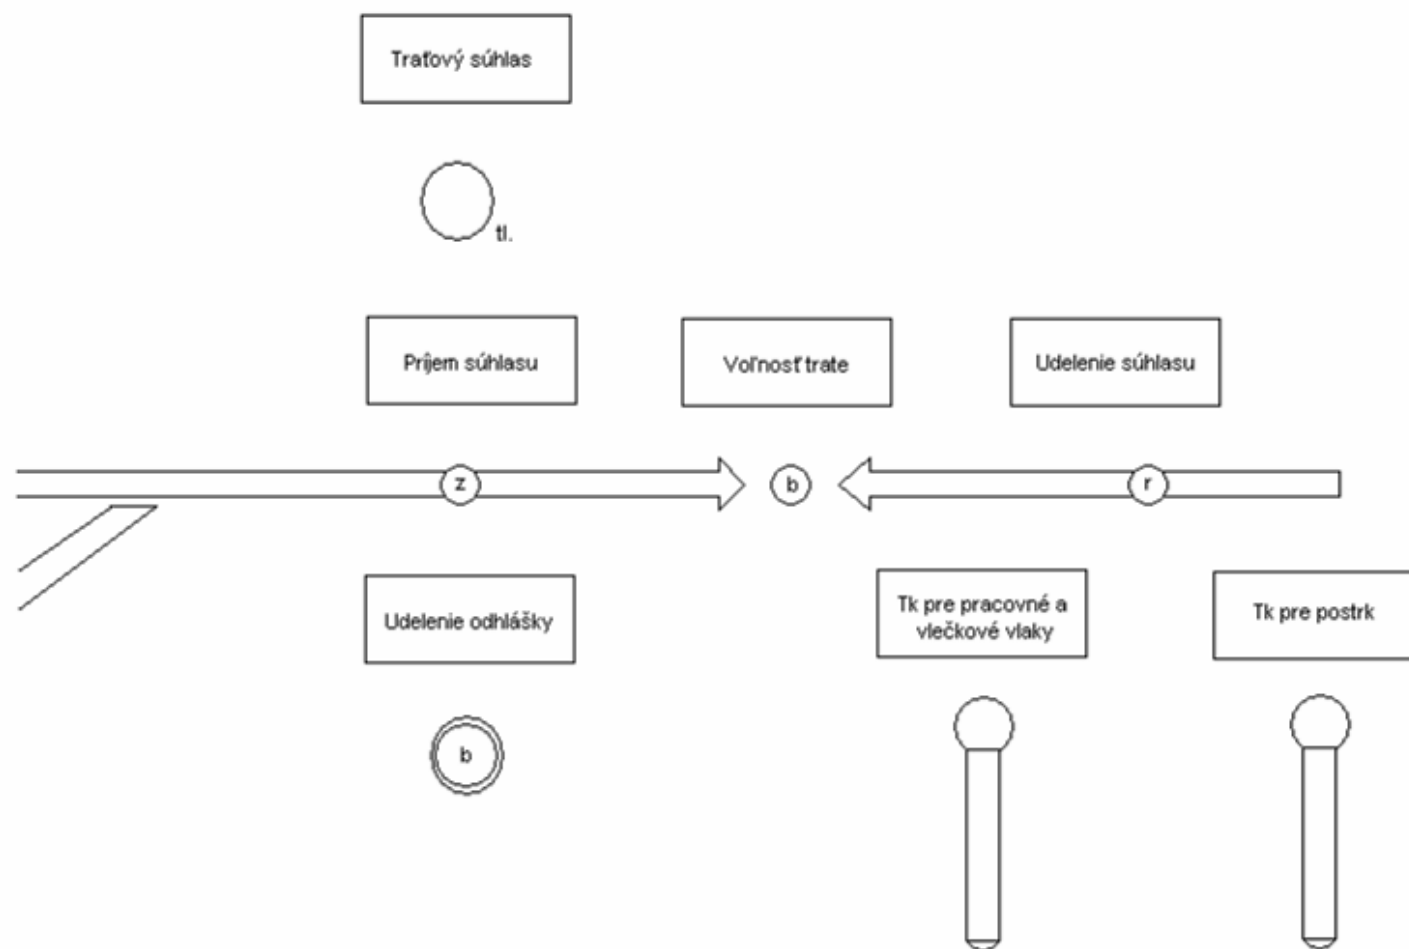 Traťový súhlas
tl.
Príjem súhlasu
Voľnosť trate
Udelenie súhlasu
z
b
r
Udelenie odhlášky
Tk pre pracovné a
vlečkové vlaky
Tk pre postrk
b